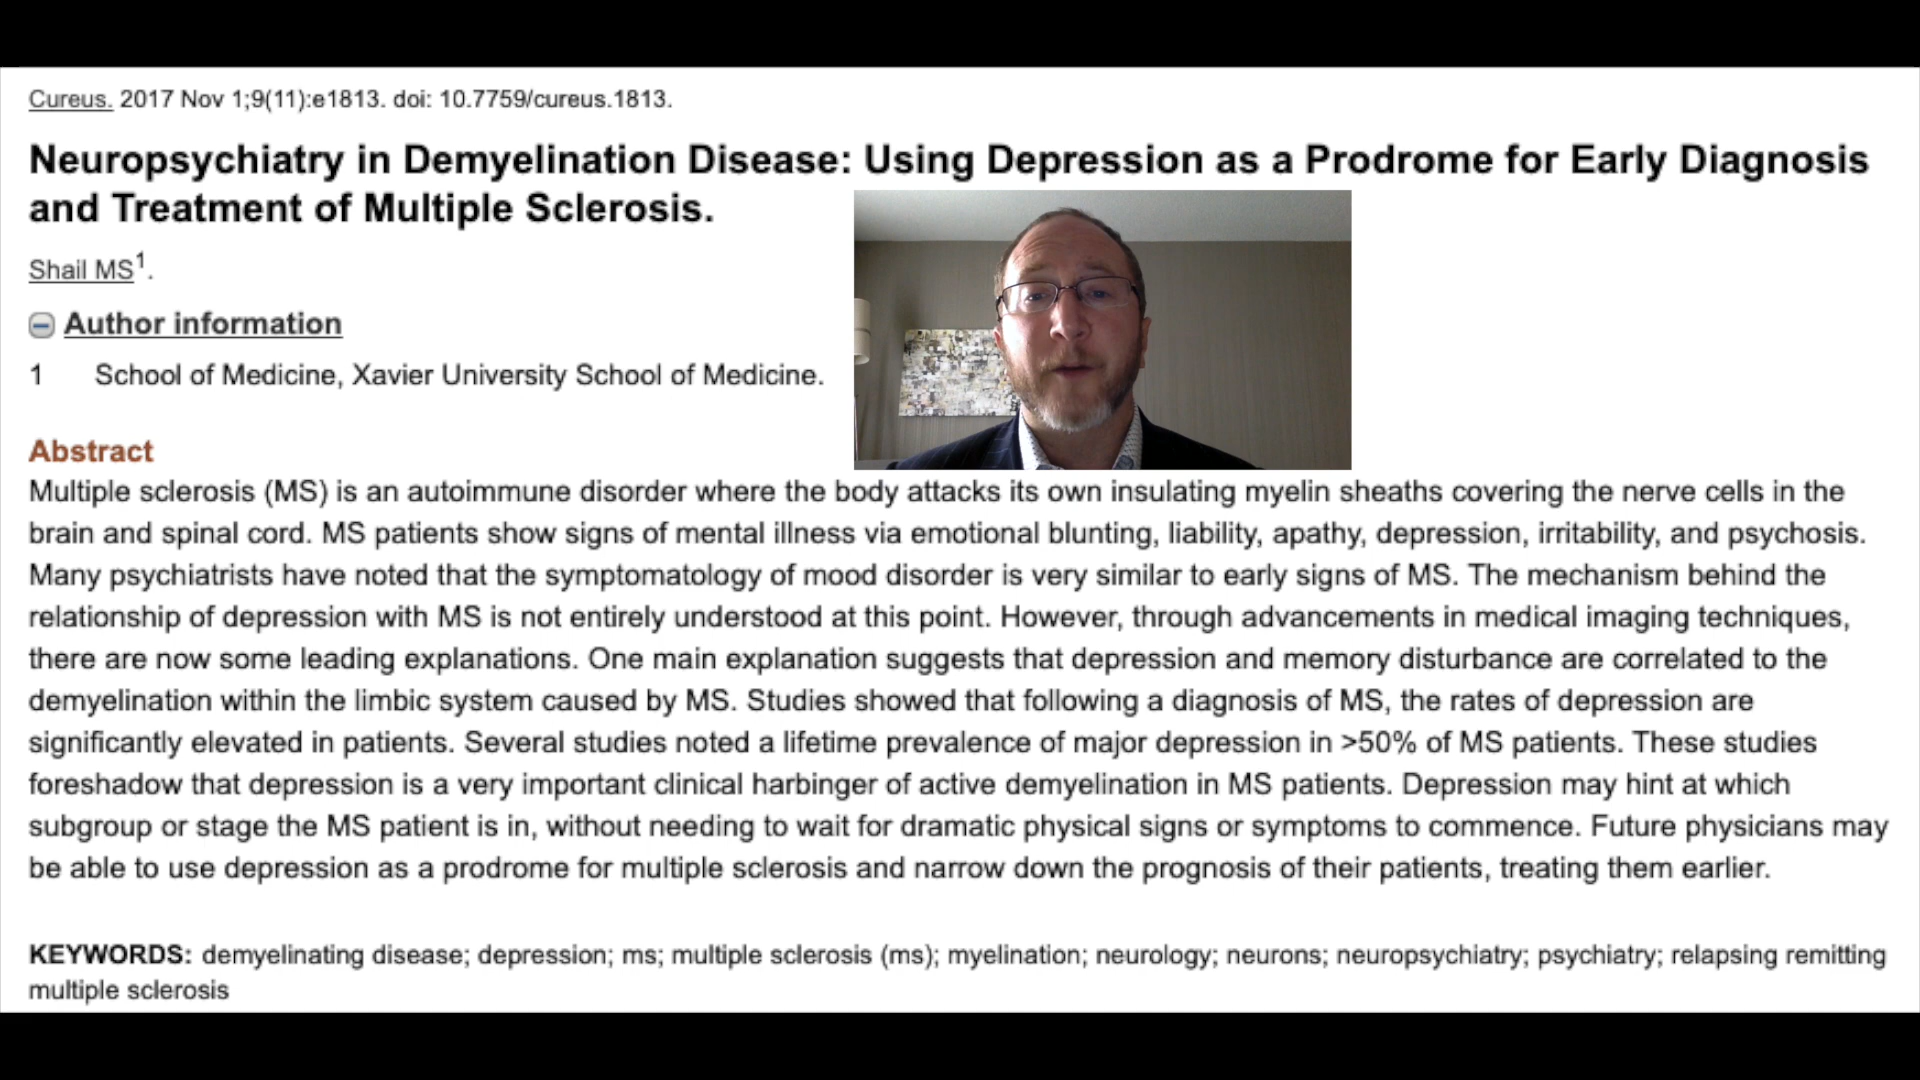 Cureus. 2017 Nov 1;9(11):e1813. doi: 10.7759/cureus.1813.
Neuropsychiatry in Demyelination Disease: Using Depression as a Prodrome for Early Diagnosis
and Treatment of Multiple Sclerosis.
Shail MS1.
Author information
1 School of Medicine, Xavier University School of Medicine.
Abstract
Multiple sclerosis (MS) is an autoimmune disorder where the body attacks its own insulating myelin sheaths covering the nerve cells in the
brain and spinal cord. MS patients show signs of mental illness via emotional blunting, liability, apathy, depression, irritability, and psychosis.
Many psychiatrists have noted that the symptomatology of mood disorder is very similar to early signs of MS. The mechanism behind the
relationship of depression with MS is not entirely understood at this point. However, through advancements in medical imaging techniques,
there are now some leading explanations. One main explanation suggests that depression and memory disturbance are correlated to the
demyelination within the limbic system caused by MS. Studies showed that following a diagnosis of MS, the rates of depression are
significantly elevated in patients. Several studies noted a lifetime prevalence of major depression in >50% of MS patients. These studies
foreshadow that depression is a very important clinical harbinger of active demyelination in MS patients. Depression may hint at which
subgroup or stage the MS patient is in, without needing to wait for dramatic physical signs or symptoms to commence. Future physicians may
be able to use depression as a prodrome for multiple sclerosis and narrow down the prognosis of their patients, treating them earlier.
KEYWORDS: demyelinating disease; depression; ms; multiple sclerosis (ms); myelination; neurology; neurons; neuropsychiatry; psychiatry; relapsing remitting
multiple sclerosis